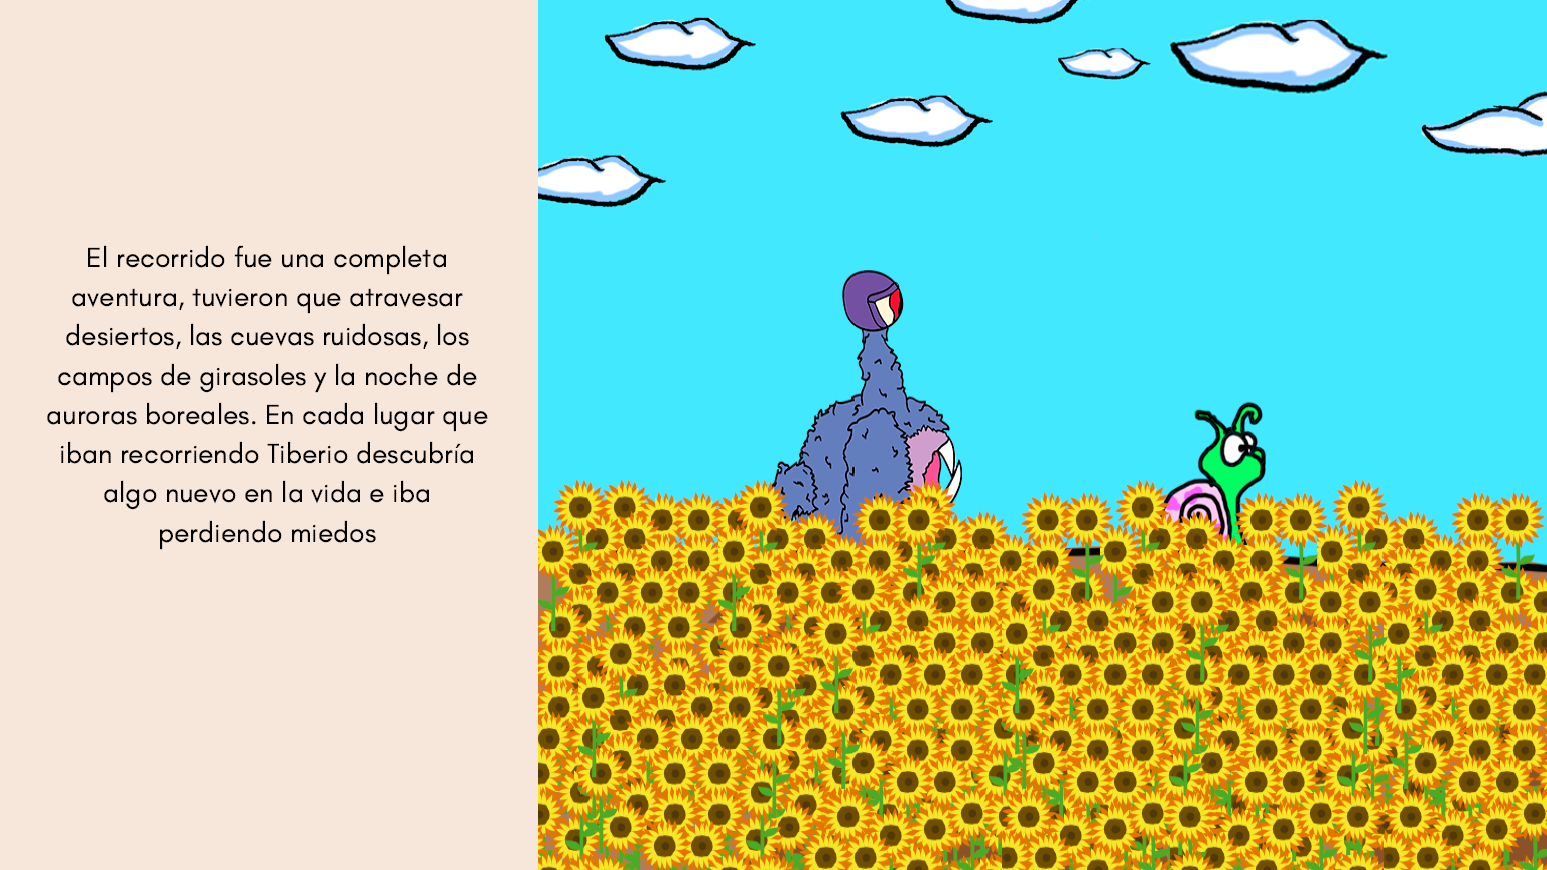 El recorrido fue una completa
aventura, tuvieron que atravesar
desiertos, las cuevas ruidosas, los
campos de girasoles y la noche de
auroras boreales. En cada lugar que
iban recorriendo Tiberio descubría
algo nuevo en la vida e iba
perdiendo miedos